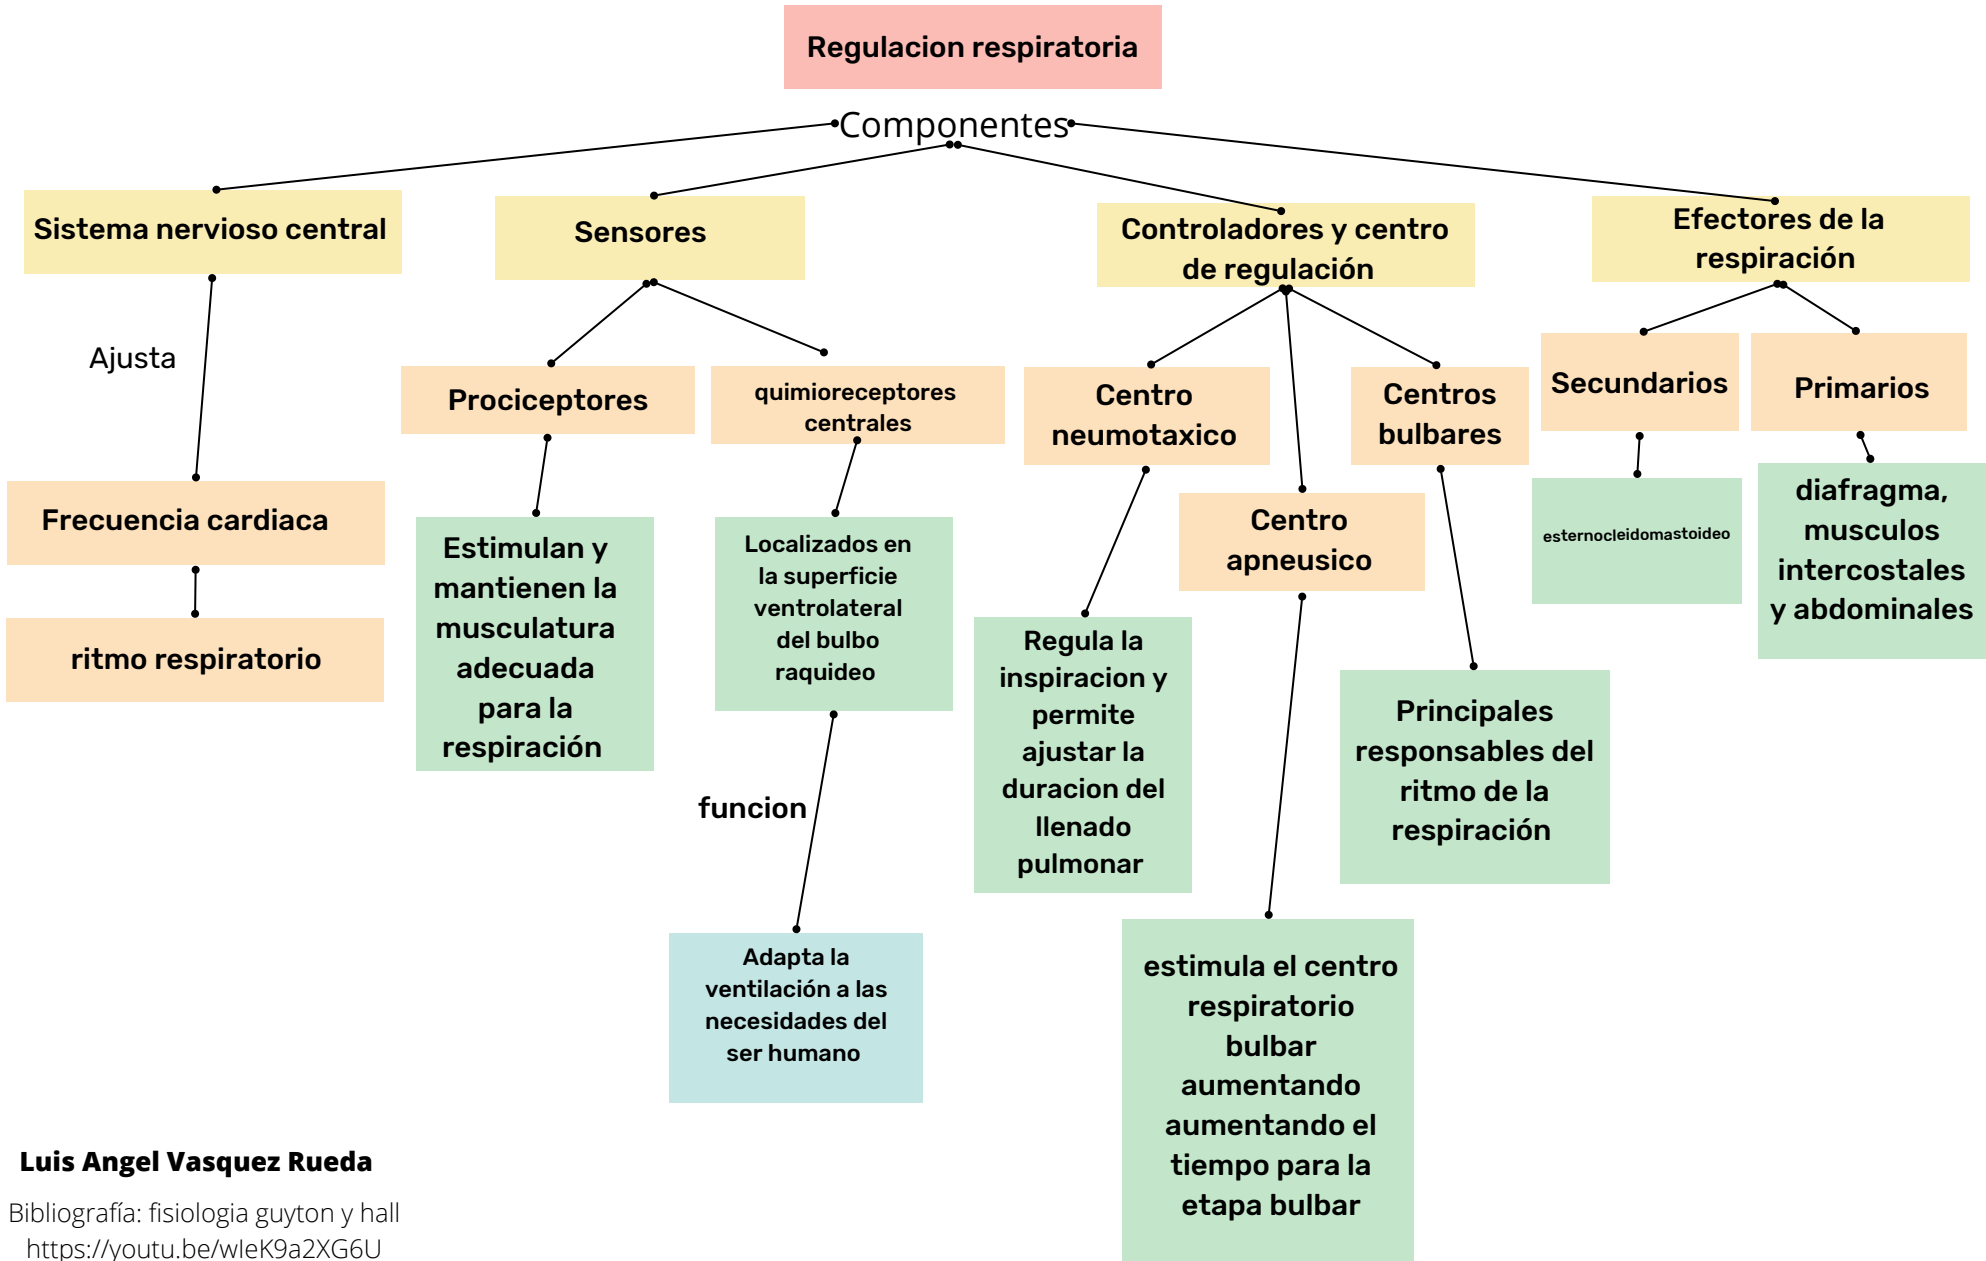 Regulacion respiratoria
Componentes
Sistema nervioso central
Ajusta
Frecuencia cardiaca
ritmo respiratorio
Sensores
Prociceptores
Estimulan y
mantienen la
musculatura
adecuada
para la
respiración
quimioreceptores
centrales
Localizados en
la superficie
ventrolateral
del bulbo
raquideo
funcion
Adapta la
ventilación a las
necesidades del
ser humano
Controladores y centro
de regulación
Centro
neumotaxico
Regula la
inspiracion y
permite
ajustar la
duracion del
llenado
pulmonar
Centro
apneusico
estimula el centro
respiratorio
bulbar
aumentando
aumentando el
tiempo para la
etapa bulbar
Centros
bulbares
Principales
responsables del
ritmo de la
respiración
Efectores de la
respiración
Secundarios
esternocleidomastoideo
Primarios
diafragma,
musculos
intercostales
y abdominales
Luis Angel Vasquez Rueda
Bibliografía: fisiologia guyton y hall
https://youtu.be/wIeK9a2XG6U